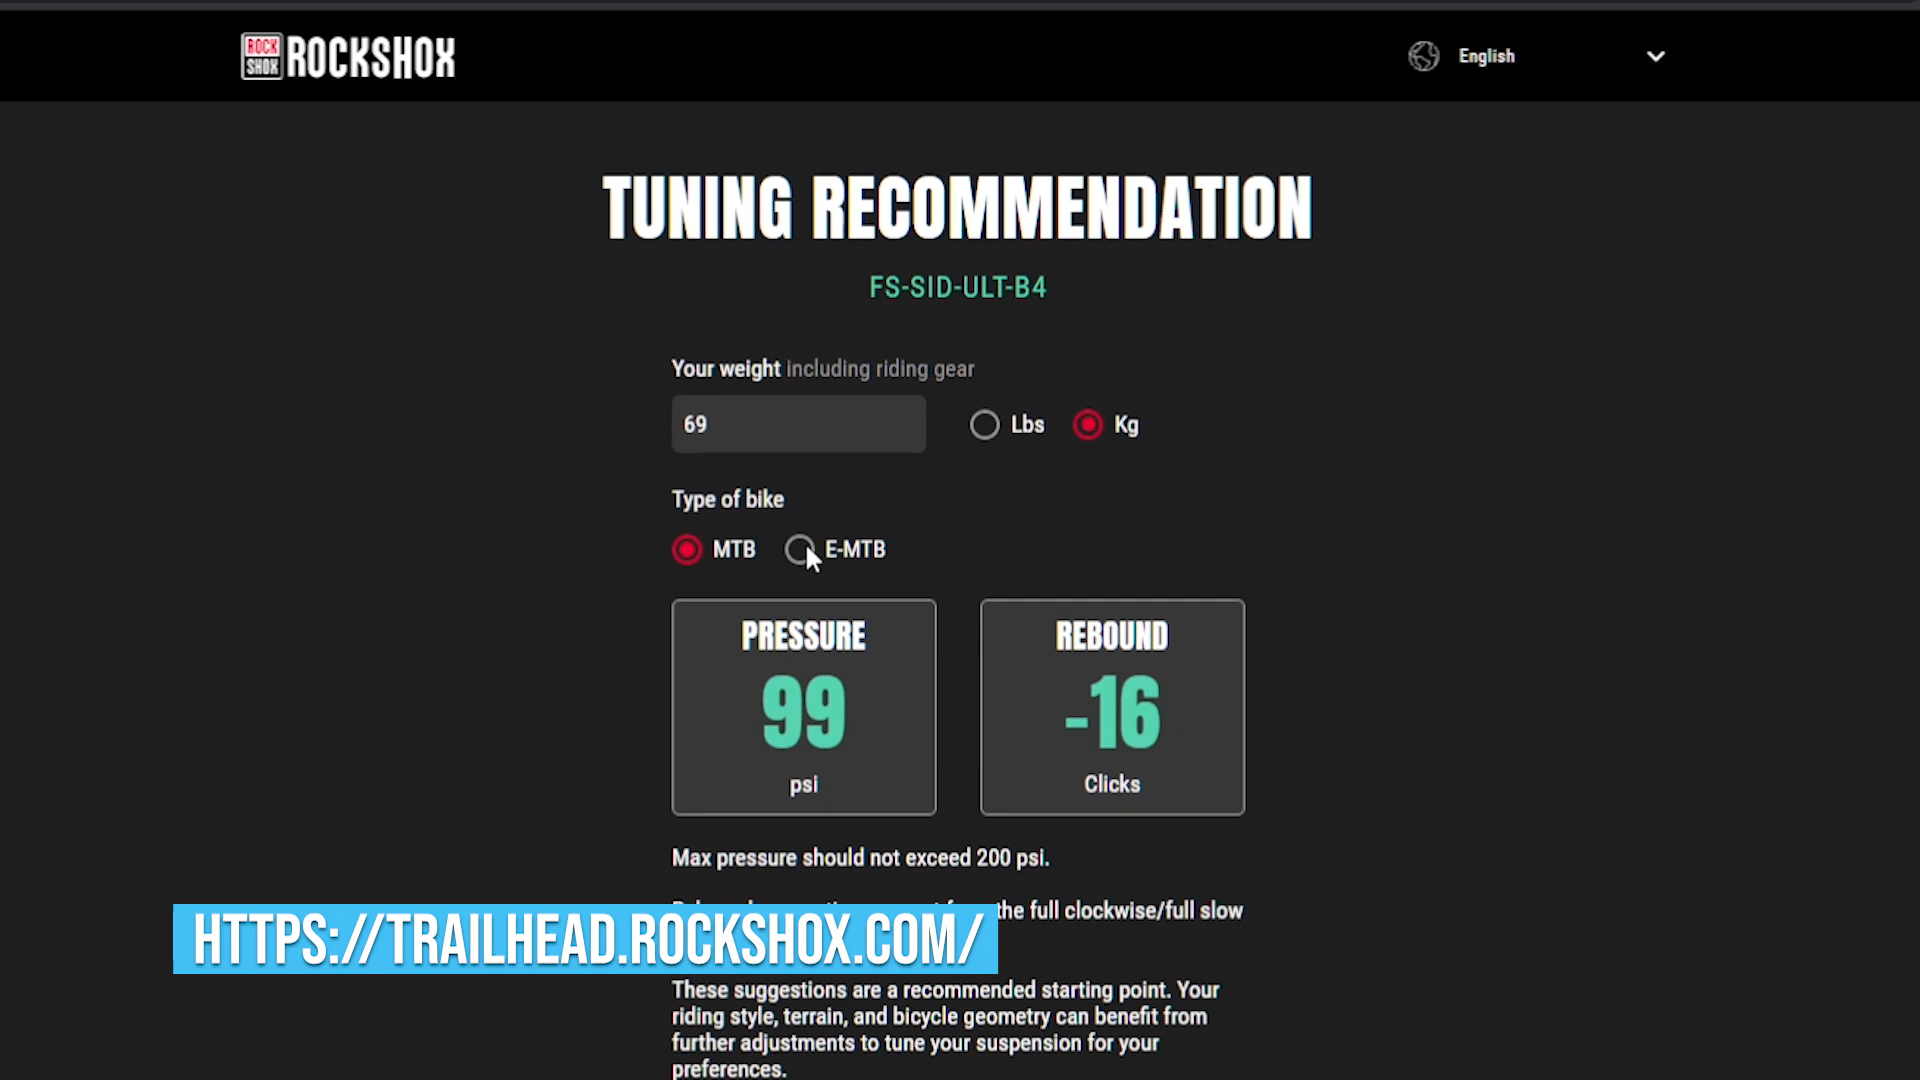 ROCK
SHOX
ROCKSHOX
English
TUNING RECOMMENDATION
FS-SID-ULT-B4
Your weight including riding gear
69
Lbs
Kg
Type of bike
MTB
E-MTB
PRESSURE
99
psi
REBOUND
-16
Clicks
Max pressure should not exceed 200 psi.
the full clockwise/full slow
HTTPS://TRAILHEAD.ROCKSHOX.COM/
These suggestions are a recommended starting point. Your
riding style, terrain, and bicycle geometry can benefit from
further adjustments to tune your suspension for your
preferences.